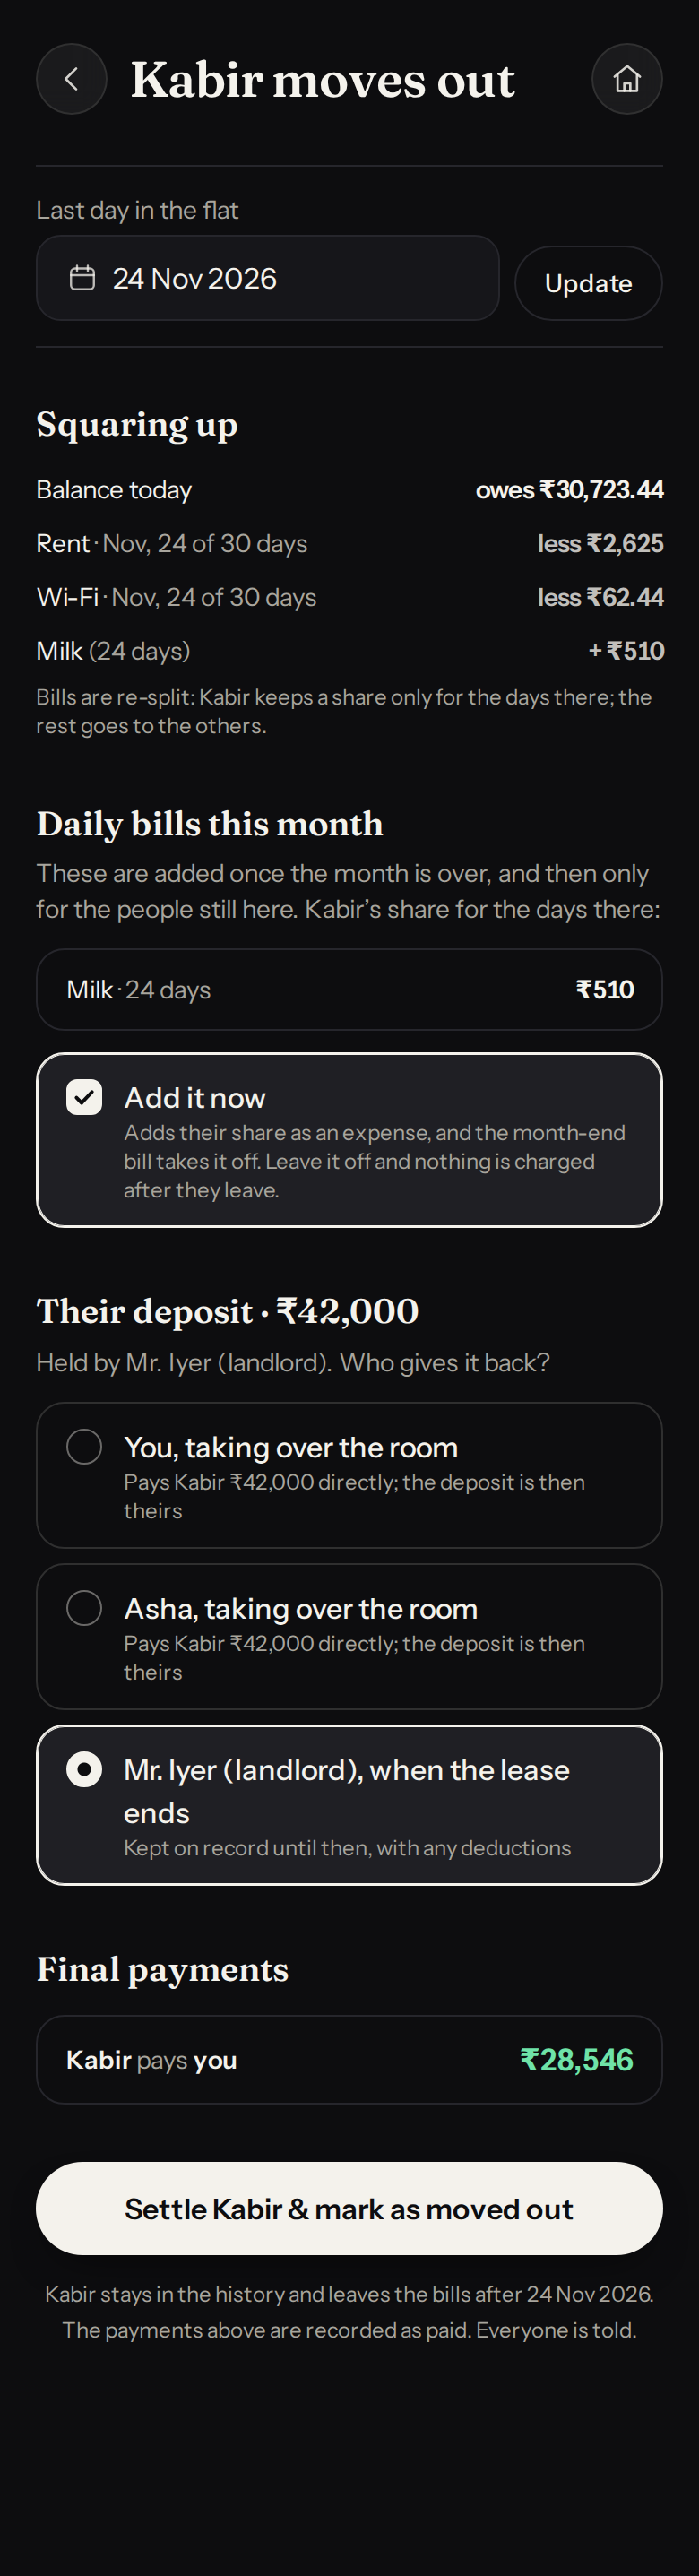 Kabir moves out
Last day in the flat
24 Nov 2026
Update
Squaring up
Balance today owes ₹30,723.44
Rent · Nov, 24 of 30 days less ₹2,625
Wi-Fi · Nov, 24 of 30 days less ₹62.44
Milk (24 days) + ₹510
Bills are re-split: Kabir keeps a share only for the days there; the
rest goes to the others.
Daily bills this month
These are added once the month is over, and then only
for the people still here. Kabir’s share for the days there:
Milk · 24 days ₹510
Add it now
Adds their share as an expense, and the month-end
bill takes it off. Leave it off and nothing is charged
after they leave.
Their deposit · ₹42,000
Held by Mr. Iyer (landlord). Who gives it back?
You, taking over the room
Pays Kabir ₹42,000 directly; the deposit is then
theirs
Asha, taking over the room
Pays Kabir ₹42,000 directly; the deposit is then
theirs
Mr. Iyer (landlord), when the lease
ends
Kept on record until then, with any deductions
Final payments
Kabir pays you ₹28,546
Settle Kabir & mark as moved out
Kabir stays in the history and leaves the bills after 24 Nov 2026.
The payments above are recorded as paid. Everyone is told.